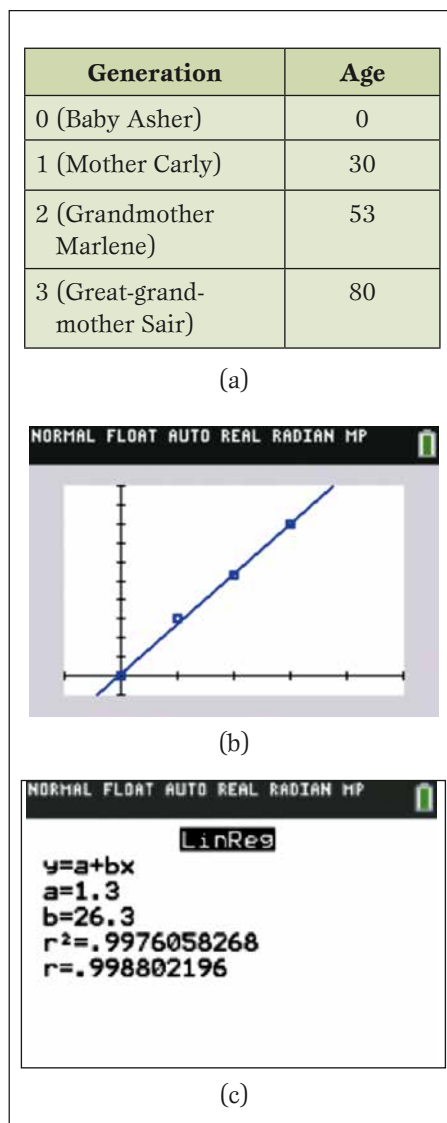 Generation Age
0 (Baby Asher) 0
1 (Mother Carly) 30
2 (Grandmother 53
Marlene)
3 (Great-grand- 80
mother Sair)
(a)
NORMAL FLOAT AUTO REAL RADIAN MP
(b)
NORMAL FLOAT AUTO REAL RADIAN MP
LinReg
y=a+bx
a=1.3
b=26.3
r²=.9976058268
r=.998802196
(c)